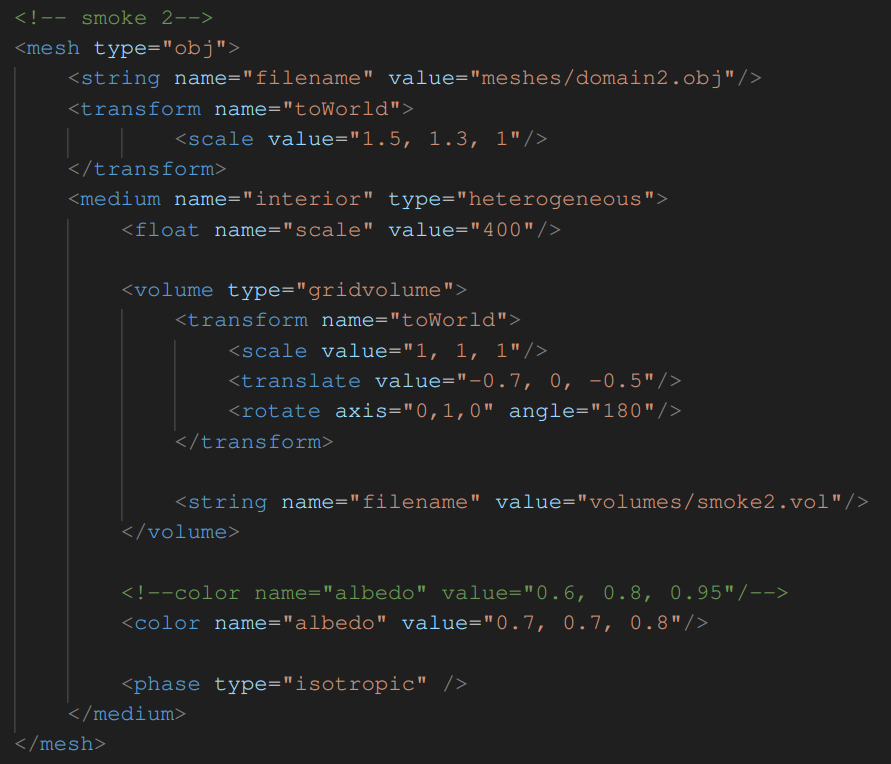 <!-- smoke 2-->
<mesh type="obj">
    <string name="filename" value="meshes/domain2.obj"/>
    <transform name="toWorld">
            <scale value="1.5, 1.3, 1"/>
    </transform>
    <medium name="interior" type="heterogeneous">
        <float name="scale" value="400"/>

        <volume type="gridvolume">
            <transform name="toWorld">
                <scale value="1, 1, 1"/>
                <translate value="-0.7, 0, -0.5"/>
                <rotate axis="0,1,0" angle="180"/>
            </transform>

            <string name="filename" value="volumes/smoke2.vol"/>
        </volume>

        <!--color name="albedo" value="0.6, 0.8, 0.95"/-->
        <color name="albedo" value="0.7, 0.7, 0.8"/>

        <phase type="isotropic" />
    </medium>
</mesh>